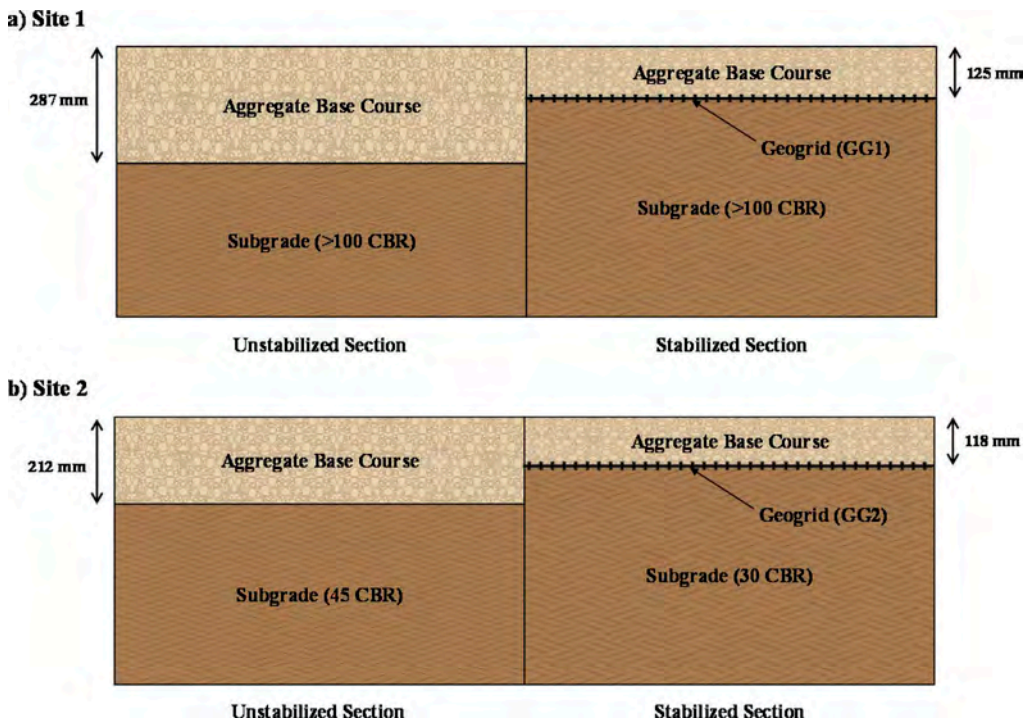 a) Site 1
287 mm
Aggregate Base Course
Aggregate Base Course
125 mm
Geogrid (GG1)
Subgrade (>100 CBR)
Subgrade (>100 CBR)
Unstabilized Section
Stabilized Section
b) Site 2
212 mm
Aggregate Base Course
Aggregate Base Course
118 mm
Geogrid (GG2)
Subgrade (45 CBR)
Subgrade (30 CBR)
Unstabilized Section
Stabilized Section